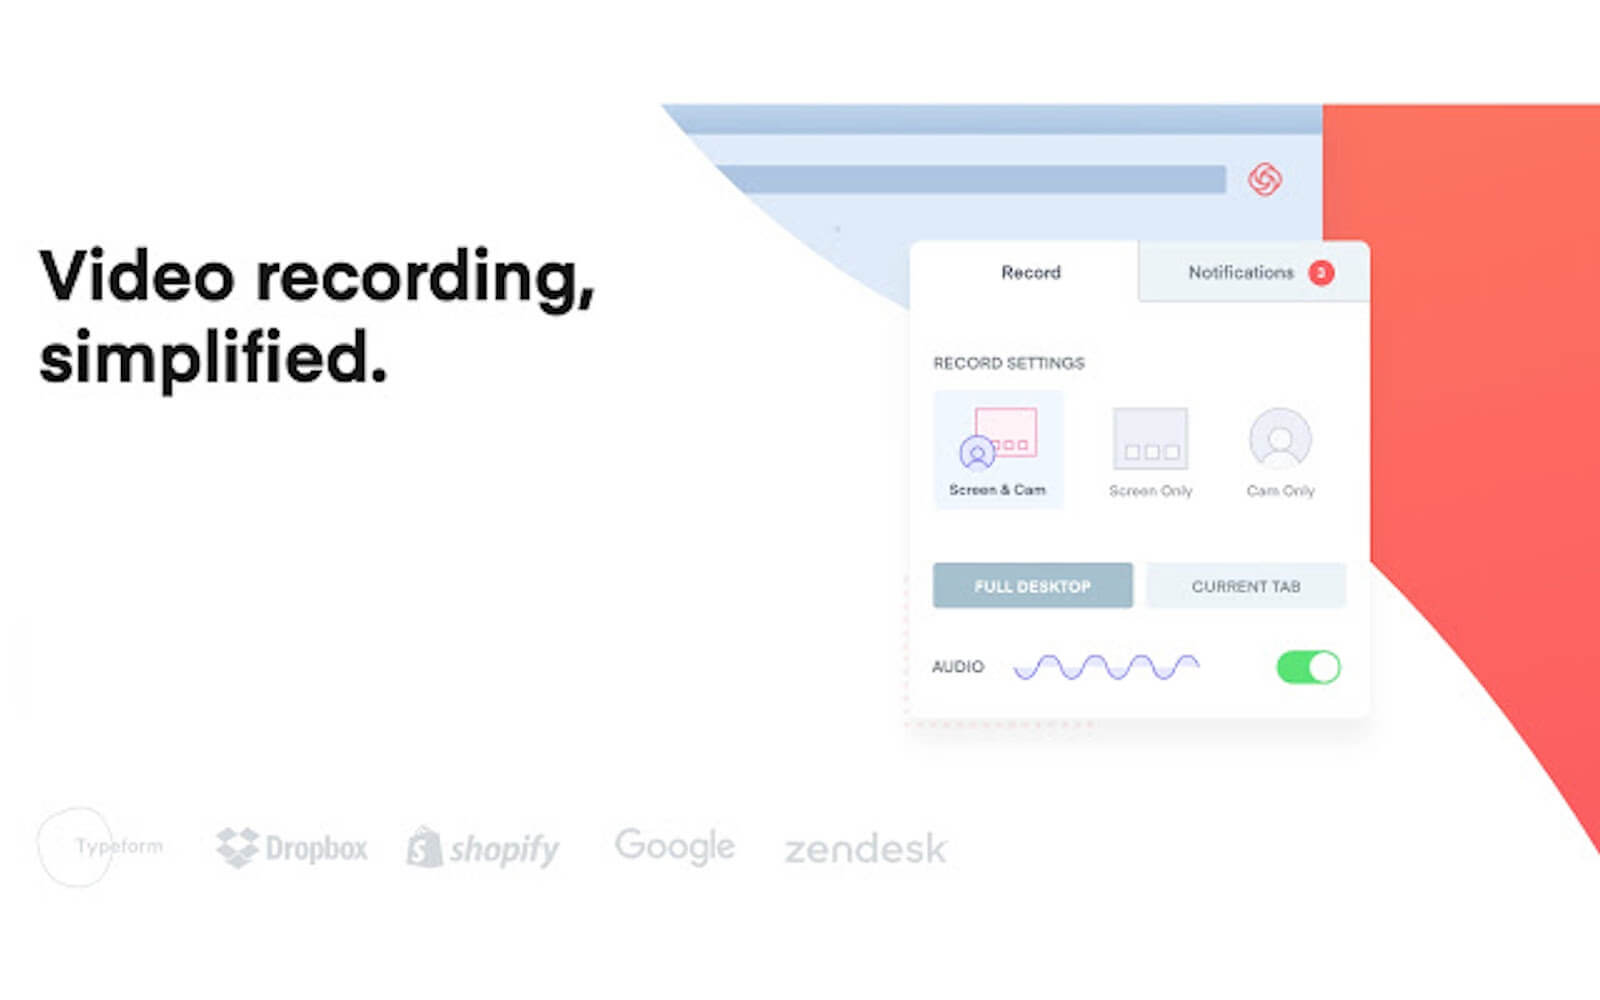 Video recording,
simplified.
Record
Notifications 3
RECORD SETTINGS
Screen & Cam
Screen Only
Cam Only
FULL DESKTOP
CURRENT TAB
AUDIO
Typeform
Dropbox
shopify
Google
zendesk